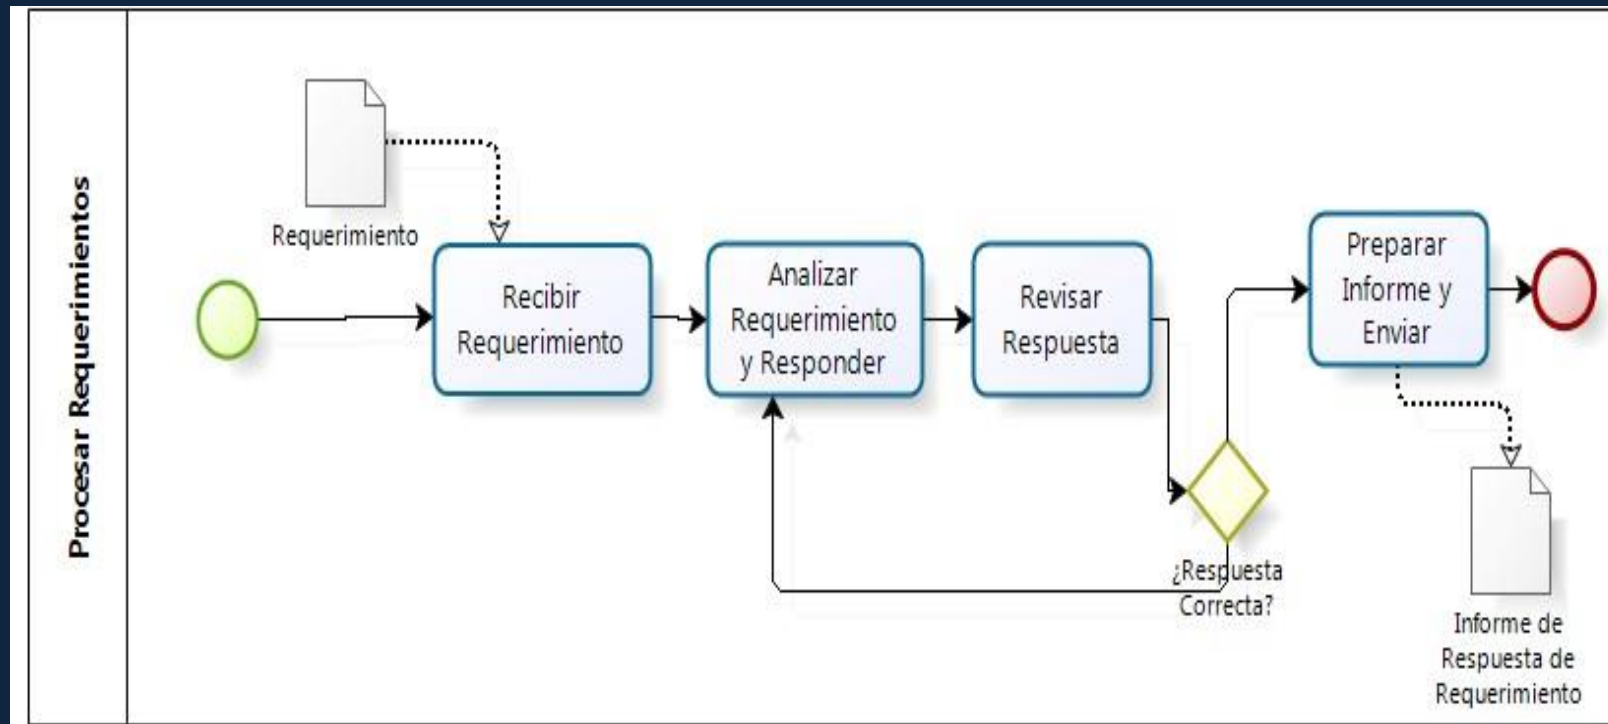 Procesar Requerimientos
Requerimiento
Recibir
Requerimiento
Analizar
Requerimiento
y Responder
Revisar
Respuesta
¿Respuesta
Correcta?
Preparar
Informe y
Enviar
Informe de
Respuesta de
Requerimiento